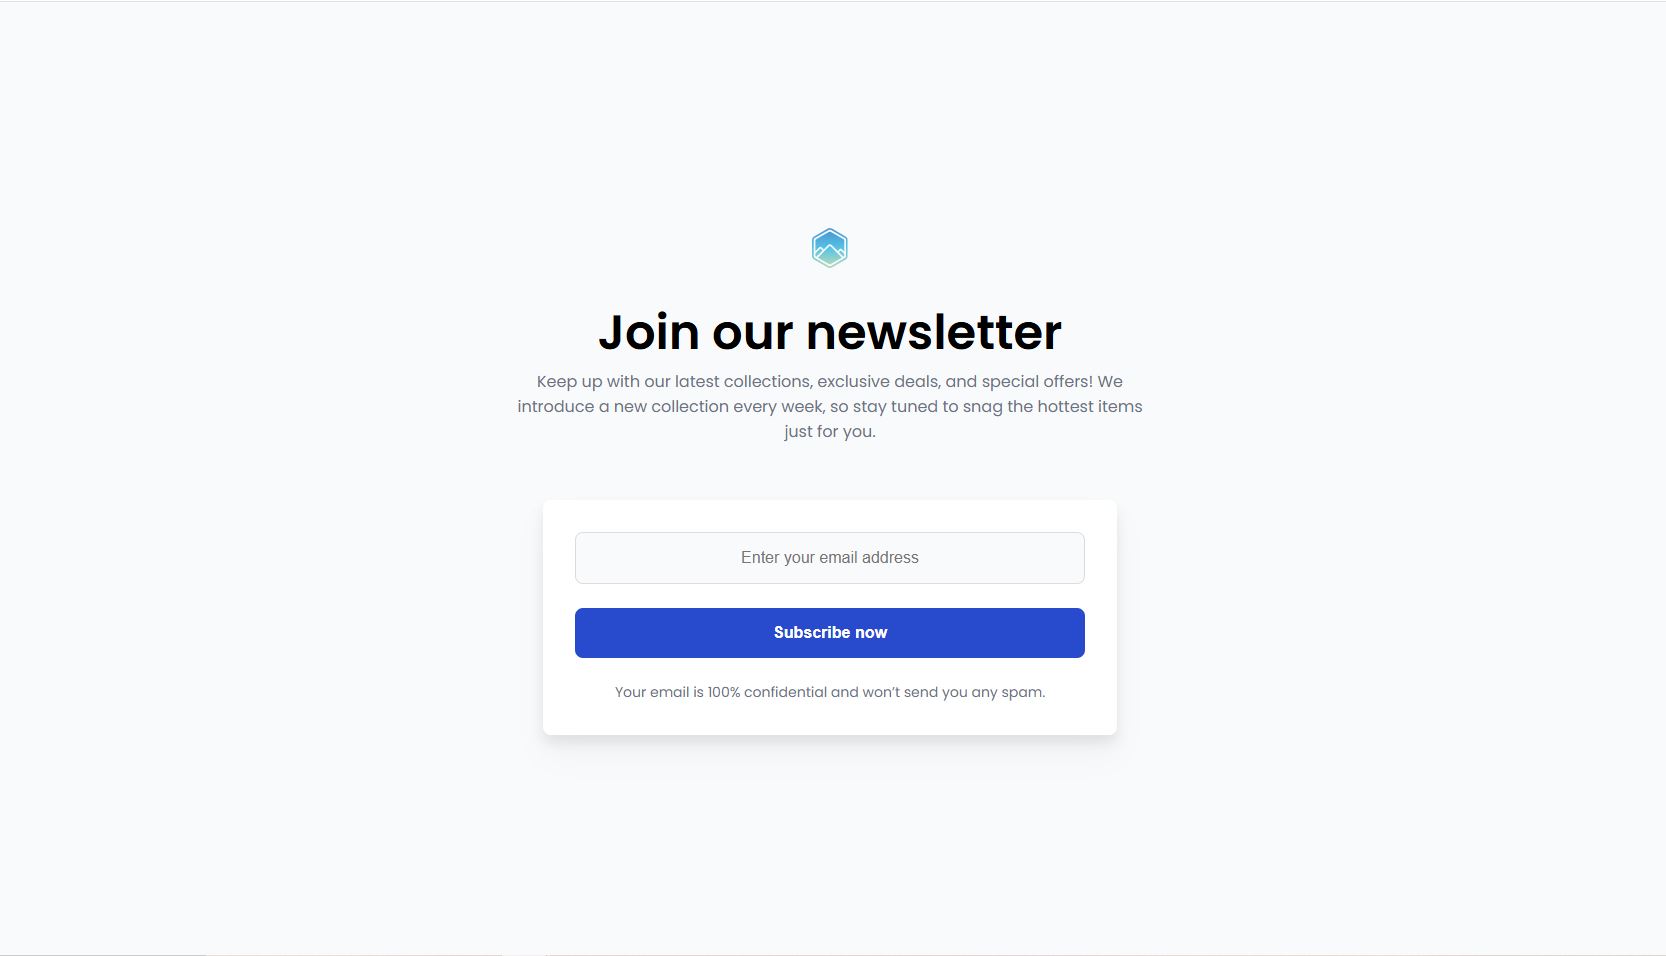 Join our newsletter
Keep up with our latest collections, exclusive deals, and special offers! We
introduce a new collection every week, so stay tuned to snag the hottest items
just for you.
Enter your email address
Subscribe now
Your email is 100% confidential and won’t send you any spam.